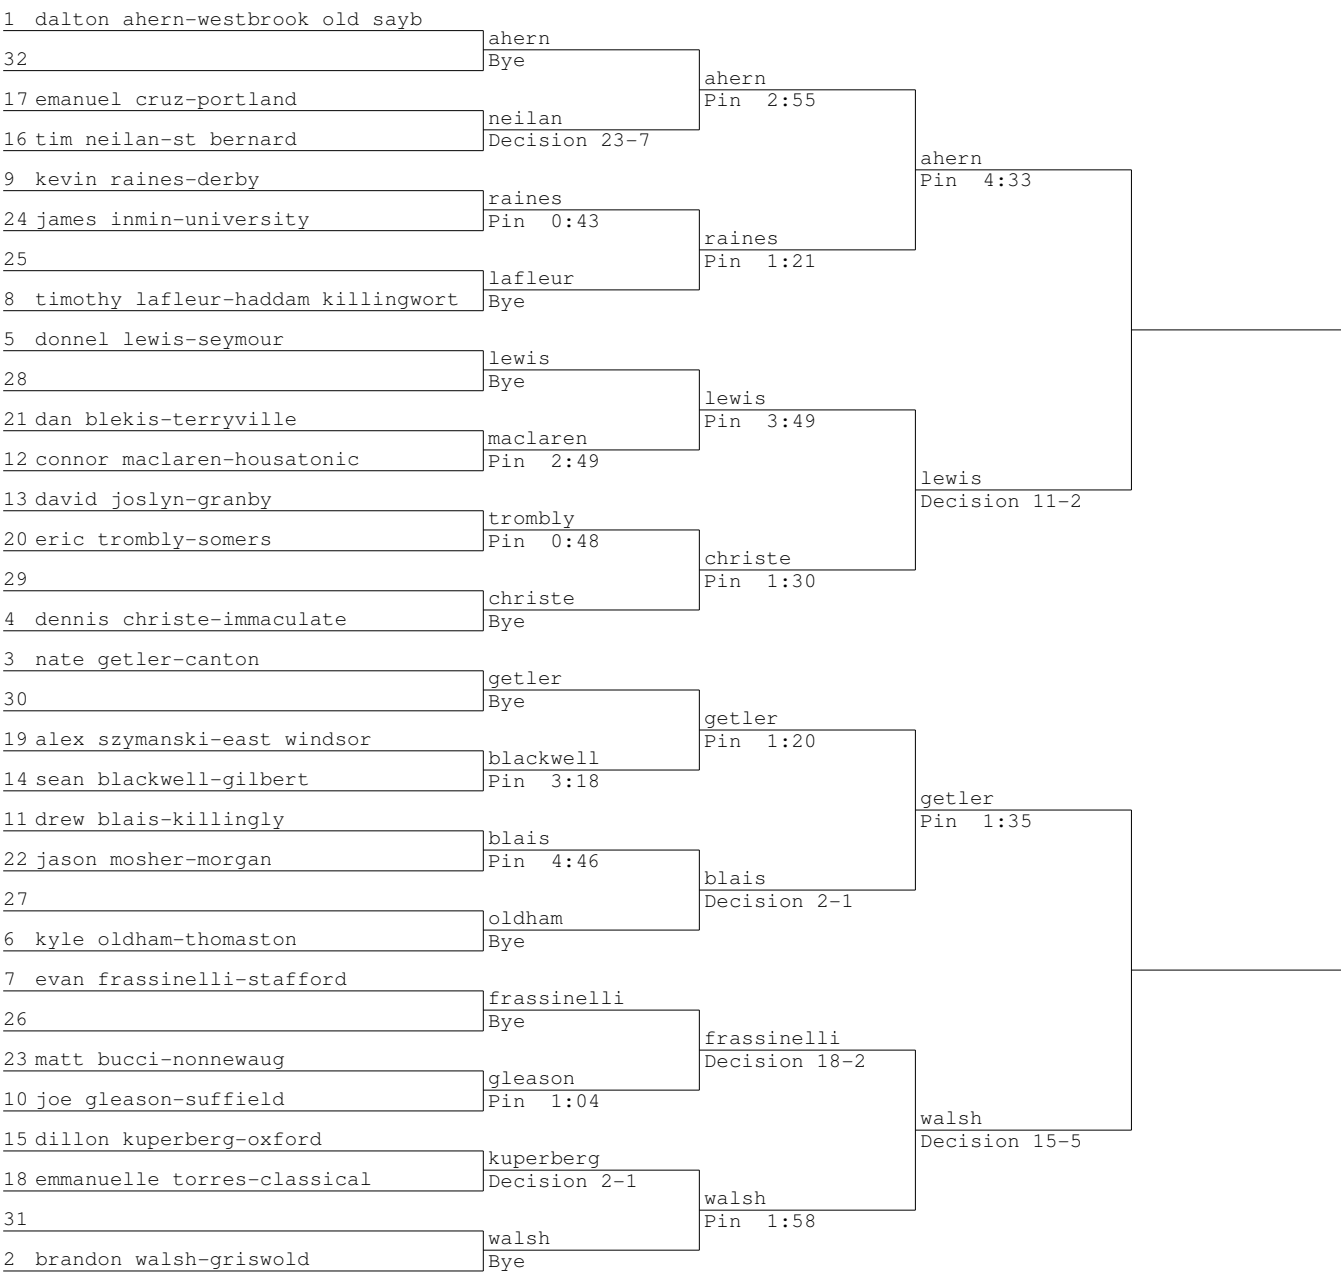 1 dalton ahern-westbrook old sayb
32
17 emanuel cruz-portland
16 tim neilan-st bernard
9 kevin raines-derby
24 james inmin-university
25
8 timothy lafleur-haddam killingwort
5 donnel lewis-seymour
28
21 dan blekis-terryville
12 connor maclaren-housatonic
13 david joslyn-granby
20 eric trombly-somers
29
4 dennis christe-immaculate
3 nate getler-canton
30
19 alex szymanski-east windsor
14 sean blackwell-gilbert
11 drew blais-killingly
22 jason mosher-morgan
27
6 kyle oldham-thomaston
7 evan frassinelli-stafford
26
23 matt bucci-nonnewaug
10 joe gleason-suffield
15 dillon kuperberg-oxford
18 emmanuelle torres-classical
31
2 brandon walsh-griswold
ahern
Bye
neilan
Decision 23-7
raines
Pin 0:43
lafleur
Bye
lewis
Bye
maclaren
Pin 2:49
trombly
Pin 0:48
christe
Bye
getler
Bye
blackwell
Pin 3:18
blais
Pin 4:46
oldham
Bye
frassinelli
Bye
gleason
Pin 1:04
kuperberg
Decision 2-1
walsh
Bye
ahern
Pin 2:55
raines
Pin 1:21
lewis
Pin 3:49
christe
Pin 1:30
getler
Pin 1:20
blais
Decision 2-1
frassinelli
Decision 18-2
walsh
Pin 1:58
ahern
Pin 4:33
lewis
Decision 11-2
getler
Pin 1:35
walsh
Decision 15-5